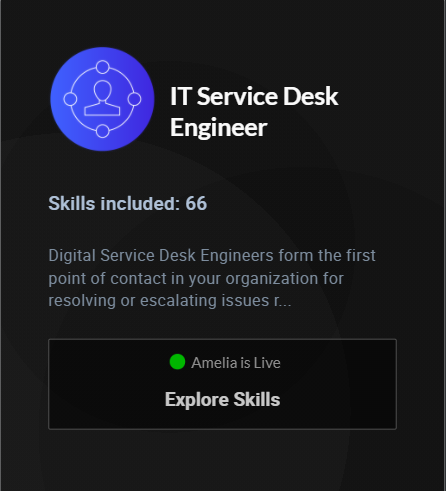 IT Service Desk
Engineer
Skills included: 66
Digital Service Desk Engineers form the first
point of contact in your organization for
resolving or escalating issues r...
Amelia is Live
Explore Skills